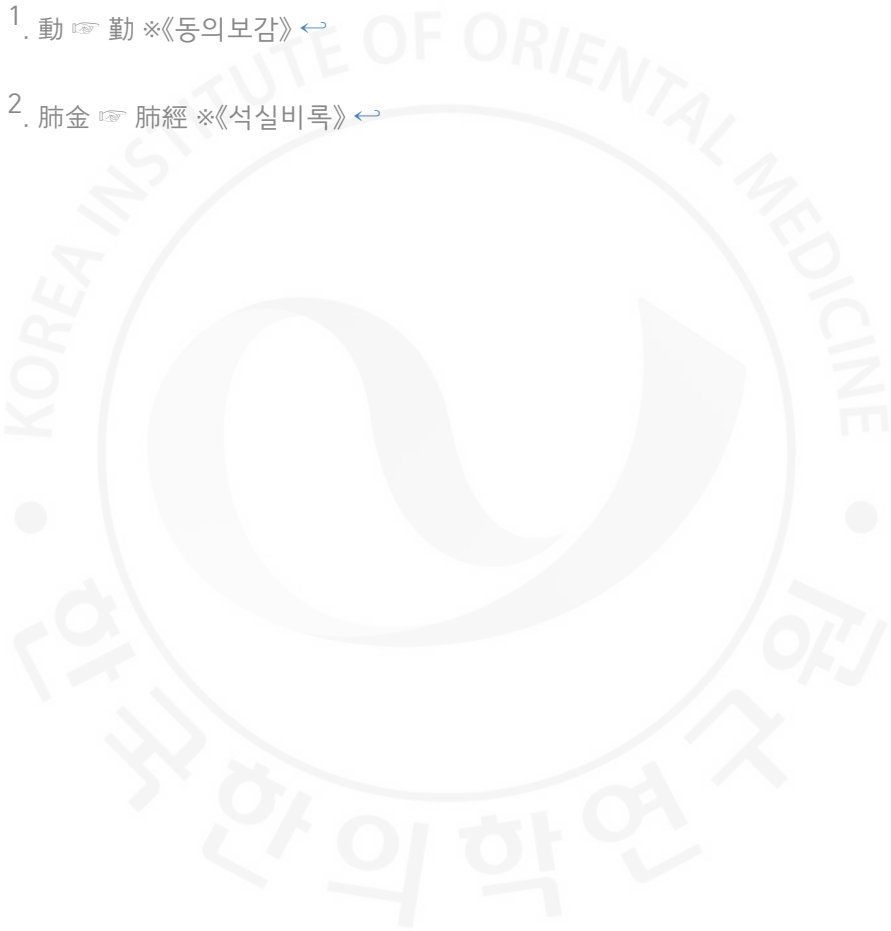 1. 動 ☞ 勤 ※《동의보감》 ↩
2. 肺金 ☞ 肺經 ※《석실비록》 ↩
KOREA INSTITUTE OF ORIENTAL MEDICINE
한국한의학연구원